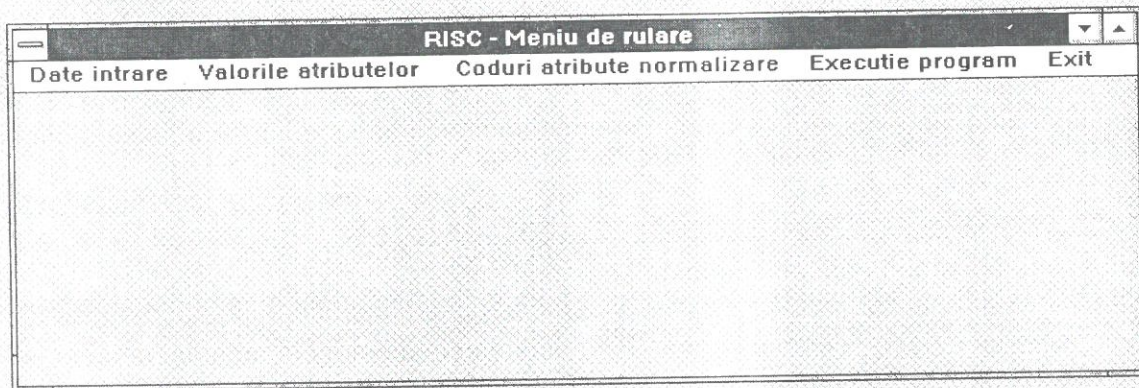 RISC - Meniu de rulare
Date intrare Valorile atributelor Coduri atribute normalizare Executie program Exit